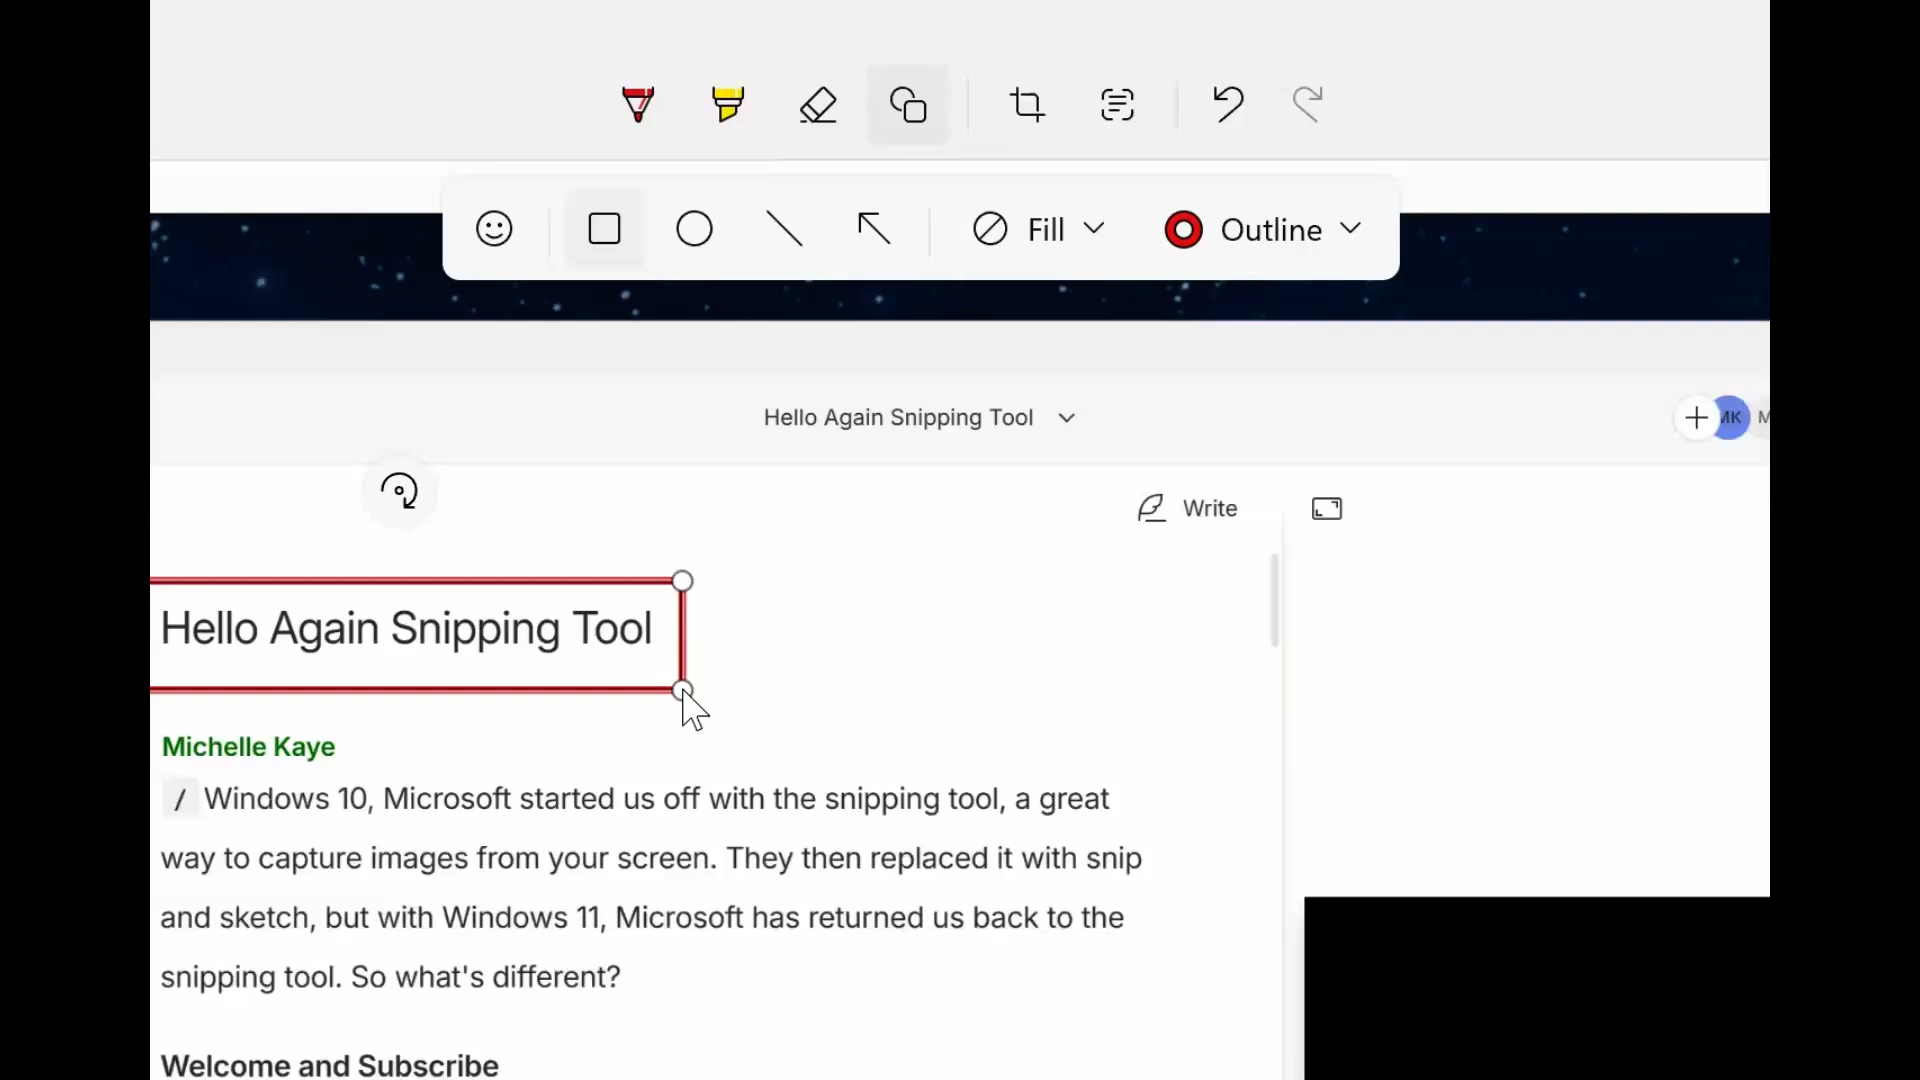 Fill
Outline
Hello Again Snipping Tool
MK
M
Write
Hello Again Snipping Tool
Michelle Kaye
/ Windows 10, Microsoft started us off with the snipping tool, a great
way to capture images from your screen. They then replaced it with snip
and sketch, but with Windows 11, Microsoft has returned us back to the
snipping tool. So what's different?
Welcome and Subscribe